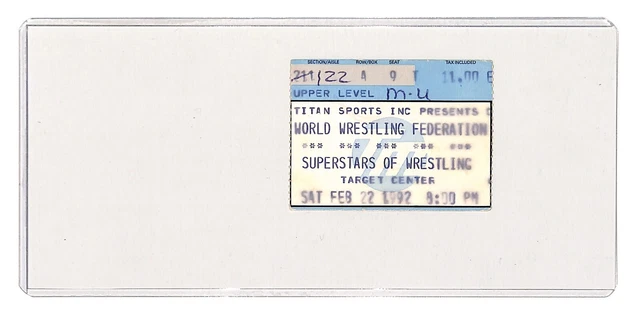 SECTION/AISLE ROW/BOX SEAT TAX INCLUDED
211/22 A 9 T 11.00 E
UPPER LEVEL M-U
TITAN SPORTS INC PRESENTS
WORLD WRESTLING FEDERATION
*** *** *** *** ***
SUPERSTARS OF WRESTLING
TARGET CENTER
SAT FEB 22 1992 8:00 PM